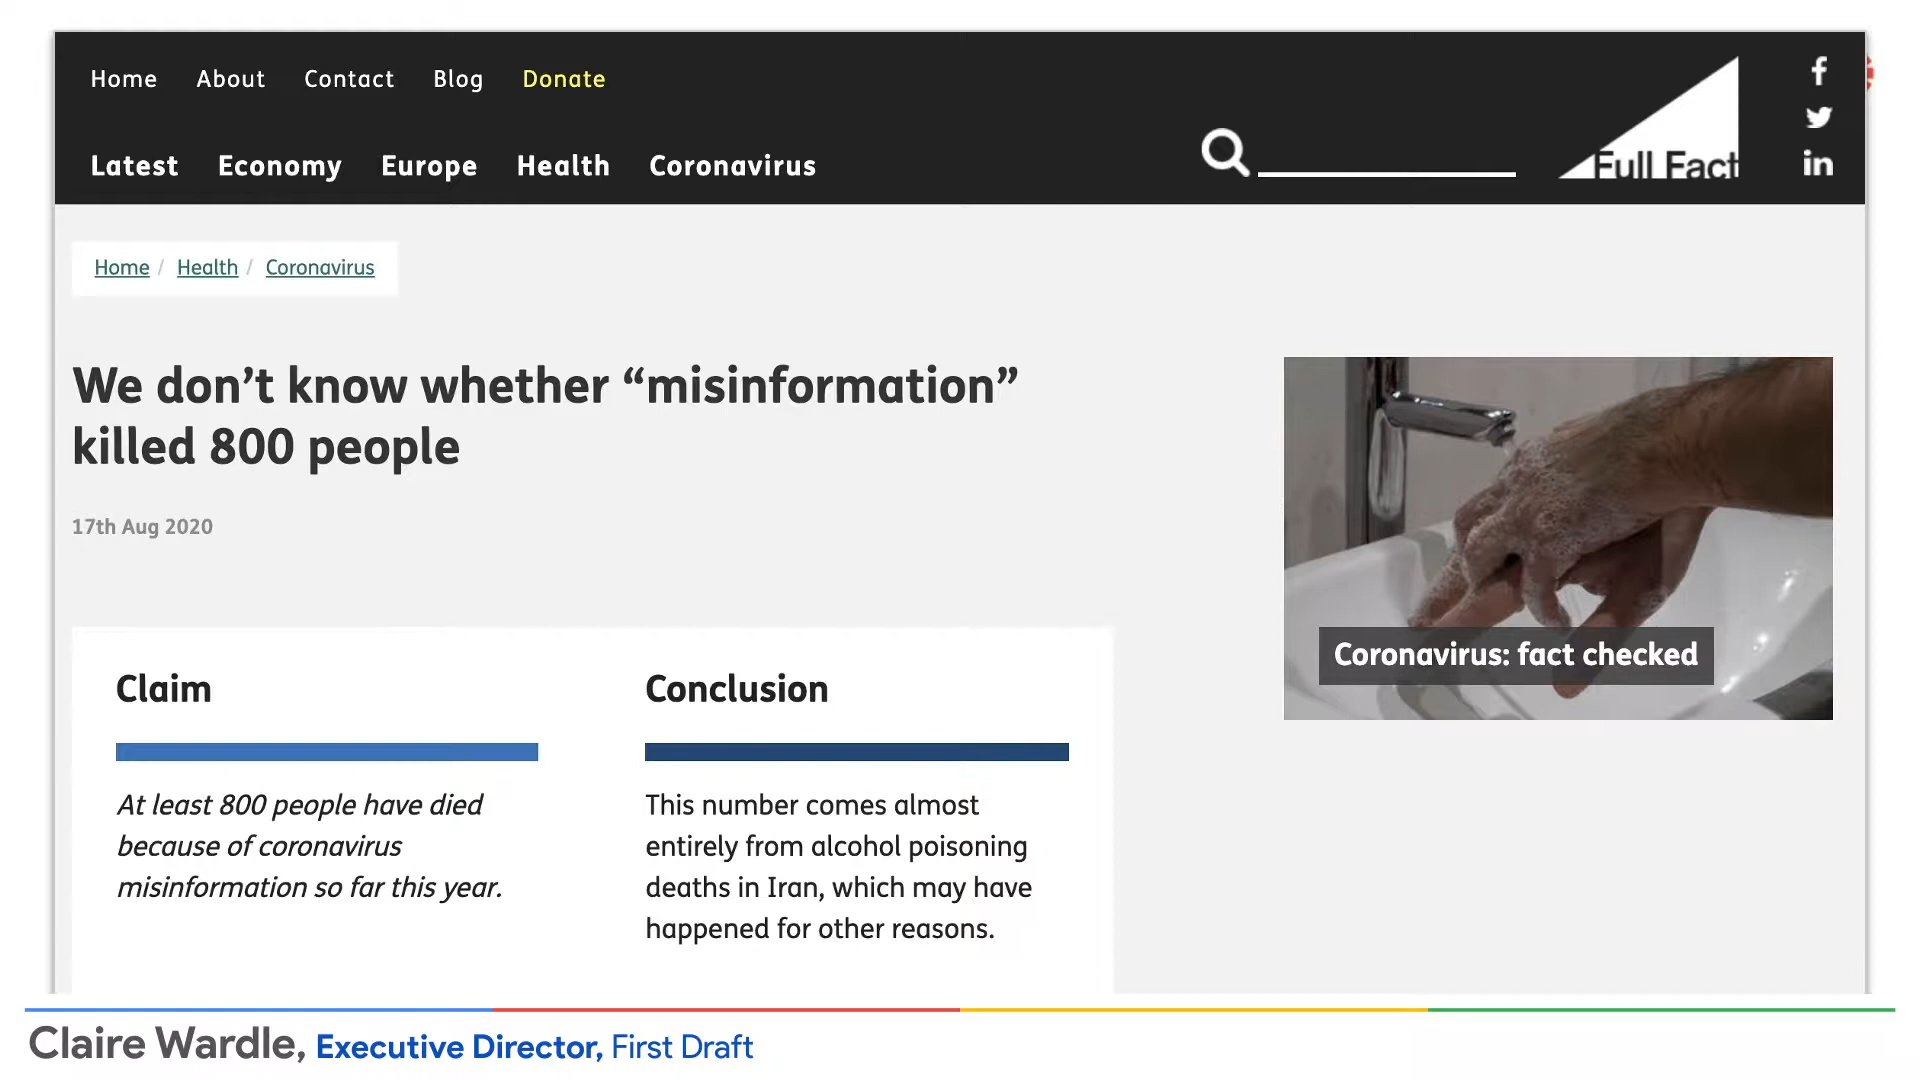 Home About Contact Blog Donate
Latest Economy Europe Health Coronavirus
Full Fact
f
in
Home / Health / Coronavirus
We don’t know whether “misinformation”
killed 800 people
17th Aug 2020
Coronavirus: fact checked
Claim
At least 800 people have died
because of coronavirus
misinformation so far this year.
Conclusion
This number comes almost
entirely from alcohol poisoning
deaths in Iran, which may have
happened for other reasons.
Claire Wardle, Executive Director, First Draft